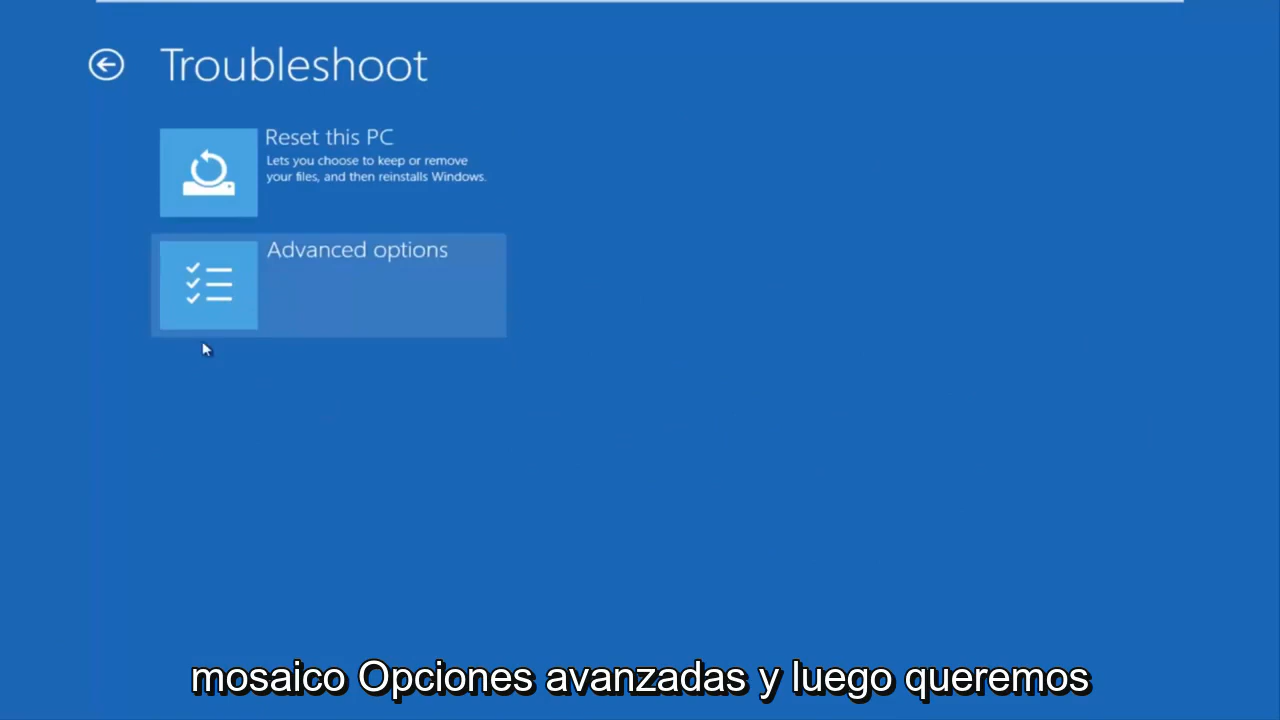 Troubleshoot
Reset this PC
Lets you choose to keep or remove
your files, and then reinstalls Windows.
Advanced options
mosaico Opciones avanzadas y luego queremos